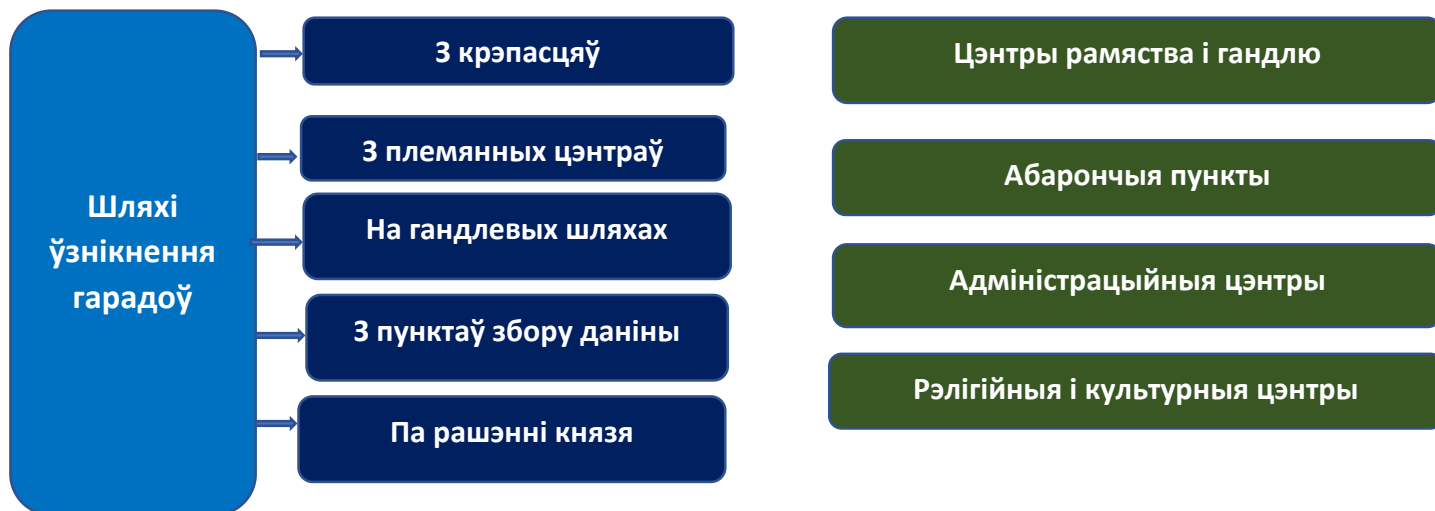 Шляхі
ўзнікнення
гарадоў
З крэпасцяў
З племянных цэнтраў
На гандлевых шляхах
З пунктаў збору даніны
Па рашэнні князя
Цэнтры рамяства і гандлю
Абарончыя пункты
Адміністрацыйныя цэнтры
Рэлігійныя і культурныя цэнтры